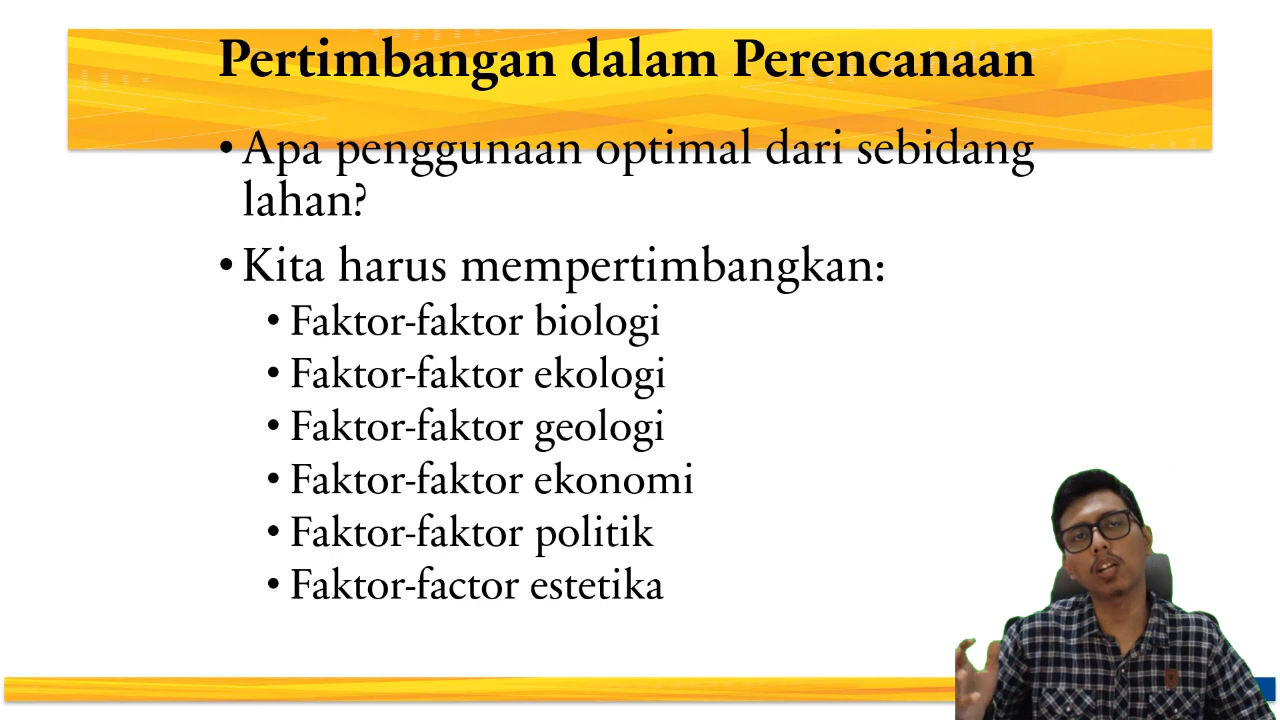 Pertimbangan dalam Perencanaan
• Apa penggunaan optimal dari sebidang
lahan?
• Kita harus mempertimbangkan:
• Faktor-faktor biologi
• Faktor-faktor ekologi
• Faktor-faktor geologi
• Faktor-faktor ekonomi
• Faktor-faktor politik
• Faktor-factor estetika